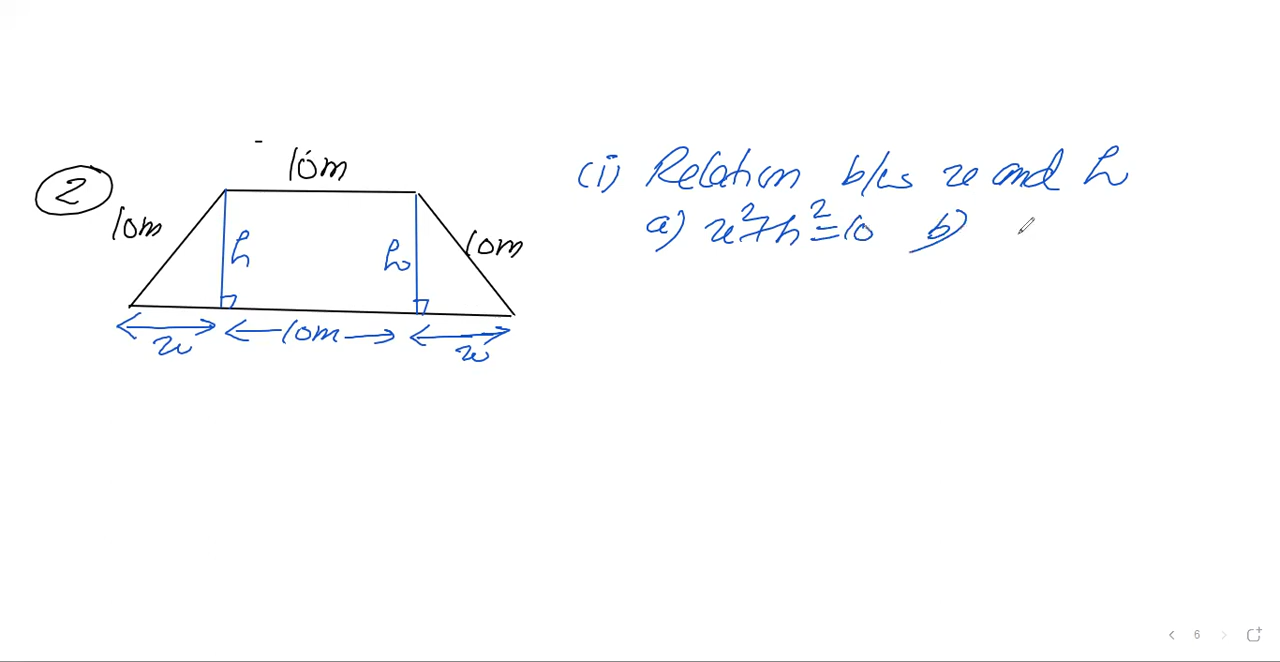 10m
(i) Relation b/w x and h
2
10m
h
h
10m
a) x²+h²=10 b)
x
10m
x
6